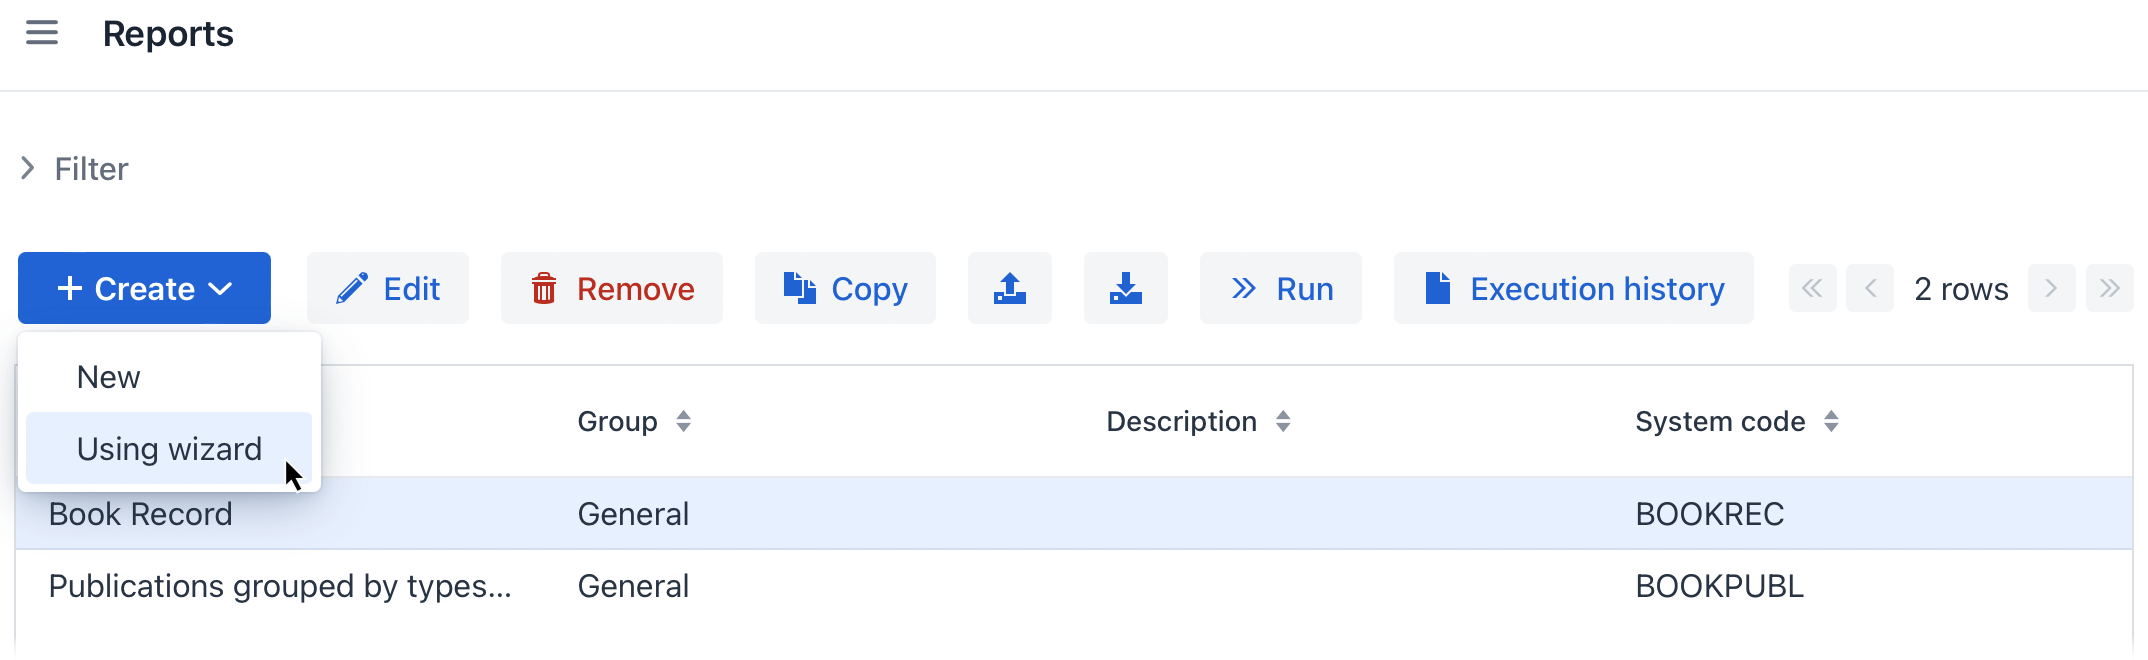 Reports
Filter
Create Edit Remove Copy Run Execution history 2 rows
New
Using wizard
Group Description System code
Book Record General BOOKREC
Publications grouped by types... General BOOKPUBL